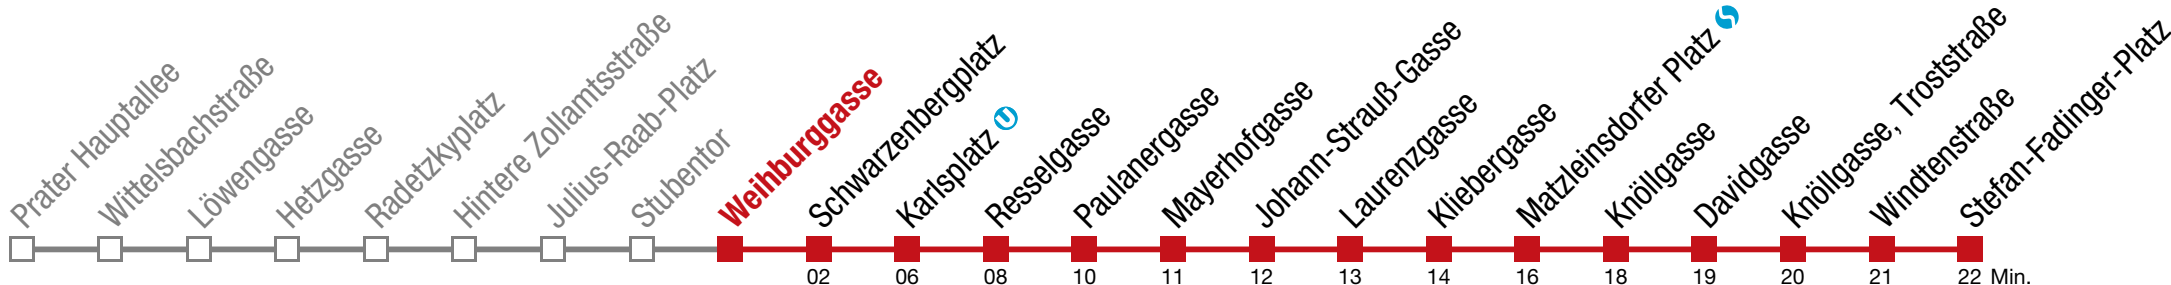 Prater Hauptallee
Wittelsbachstraße
Löwengasse
Hetzgasse
Radetzkyplatz
Hintere Zollamtsstraße
Julius-Raab-Platz
Stubentor
Weihburggasse
Schwarzenbergplatz
Karlsplatz U
Resselgasse
Paulanergasse
Mayerhofgasse
Johann-Strauß-Gasse
Laurenzgasse
Kliebergasse
Matzleinsdorfer Platz S
Knöllgasse
Davidgasse
Knöllgasse, Troststraße
Windtenstraße
Stefan-Fadinger-Platz
02 06 08 10 11 12 13 14 16 18 19 20 21 22 Min.